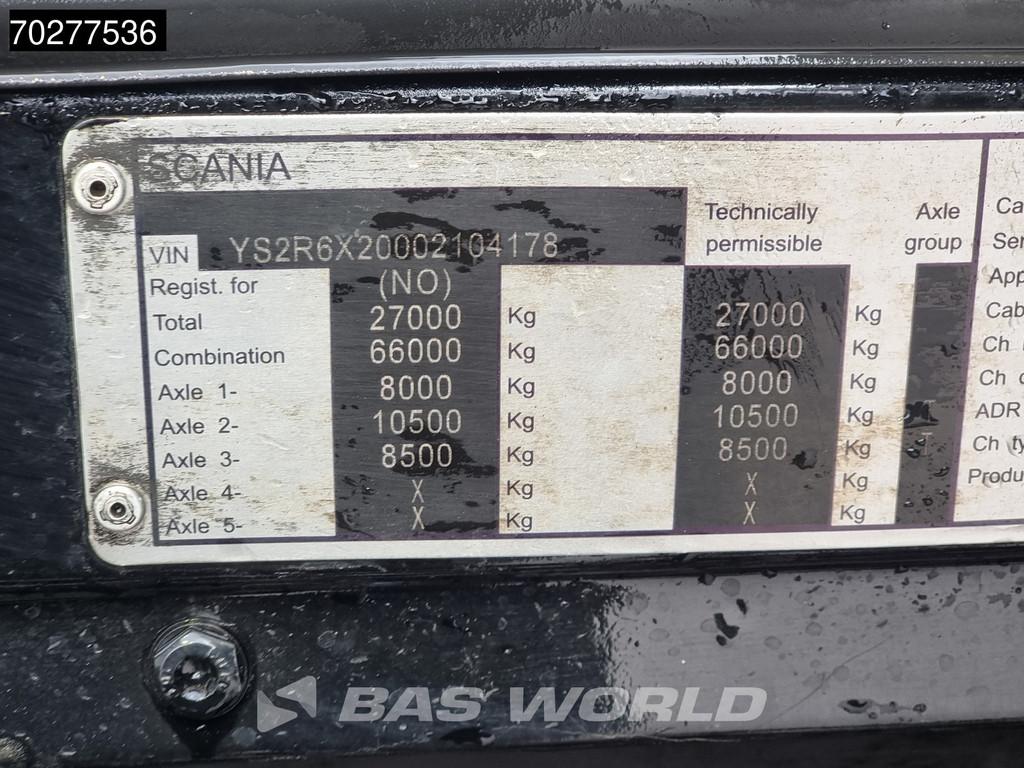 70277536
SCANIA
Technically permissible
Axle group
VIN YS2R6X20002104178
Regist. for (NO)
Total 27000 Kg 27000 Kg
Combination 66000 Kg 66000 Kg
Axle 1- 8000 Kg 8000 Kg
Axle 2- 10500 Kg 10500 Kg T
Axle 3- 8500 Kg 8500 Kg T
Axle 4- X Kg X Kg
Axle 5- X Kg X Kg
Ca
Ser
App
Cab
Ch
Ch
ADR
Ch ty
Produ
BAS WORLD